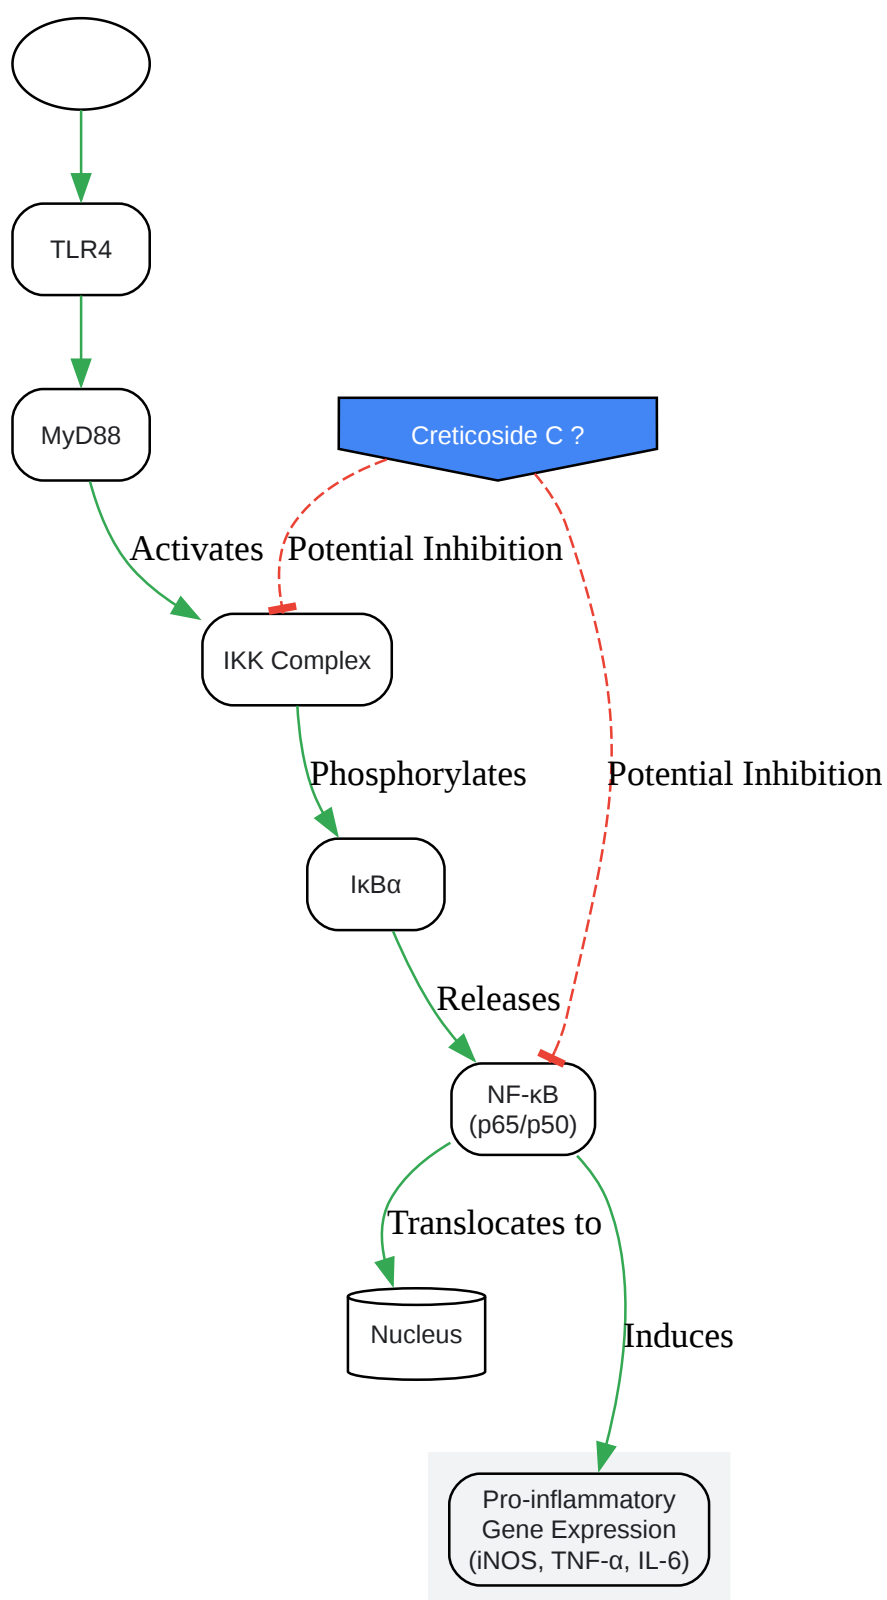 TLR4
MyD88
Creticoside C ?
Activates
Potential Inhibition
IKK Complex
Phosphorylates
Potential Inhibition
IκBα
Releases
NF-κB
(p65/p50)
Translocates to
Nucleus
Induces
Pro-inflammatory
Gene Expression
(iNOS, TNF-α, IL-6)